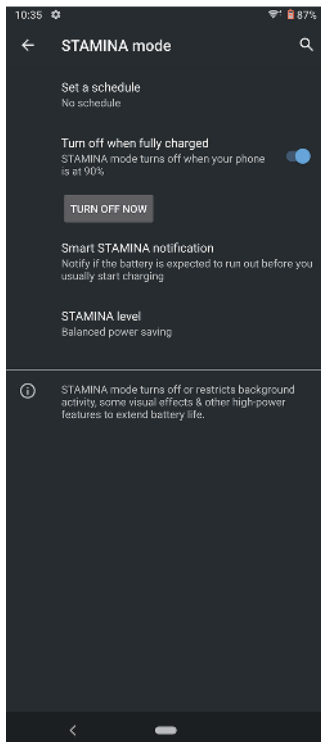 10:35 87%
STAMINA mode
Set a schedule
No schedule
Turn off when fully charged
STAMINA mode turns off when your phone
is at 90%
TURN OFF NOW
Smart STAMINA notification
Notify if the battery is expected to run out before you
usually start charging
STAMINA level
Balanced power saving
STAMINA mode turns off or restricts background
activity, some visual effects & other high-power
features to extend battery life.